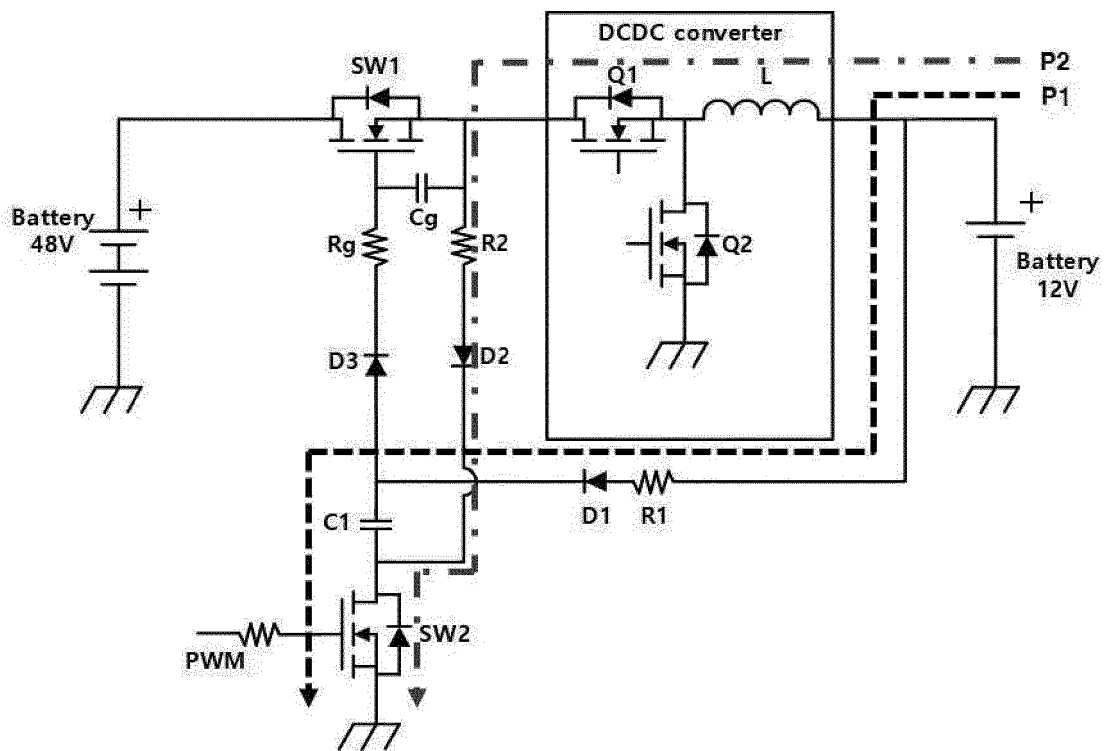 DCDC converter
P2
SW1
Q1
L
P1
Battery
48V
+
Cg
Rg
R2
Q2
+
Battery
12V
D3
D2
C1
D1
R1
SW2
PWM